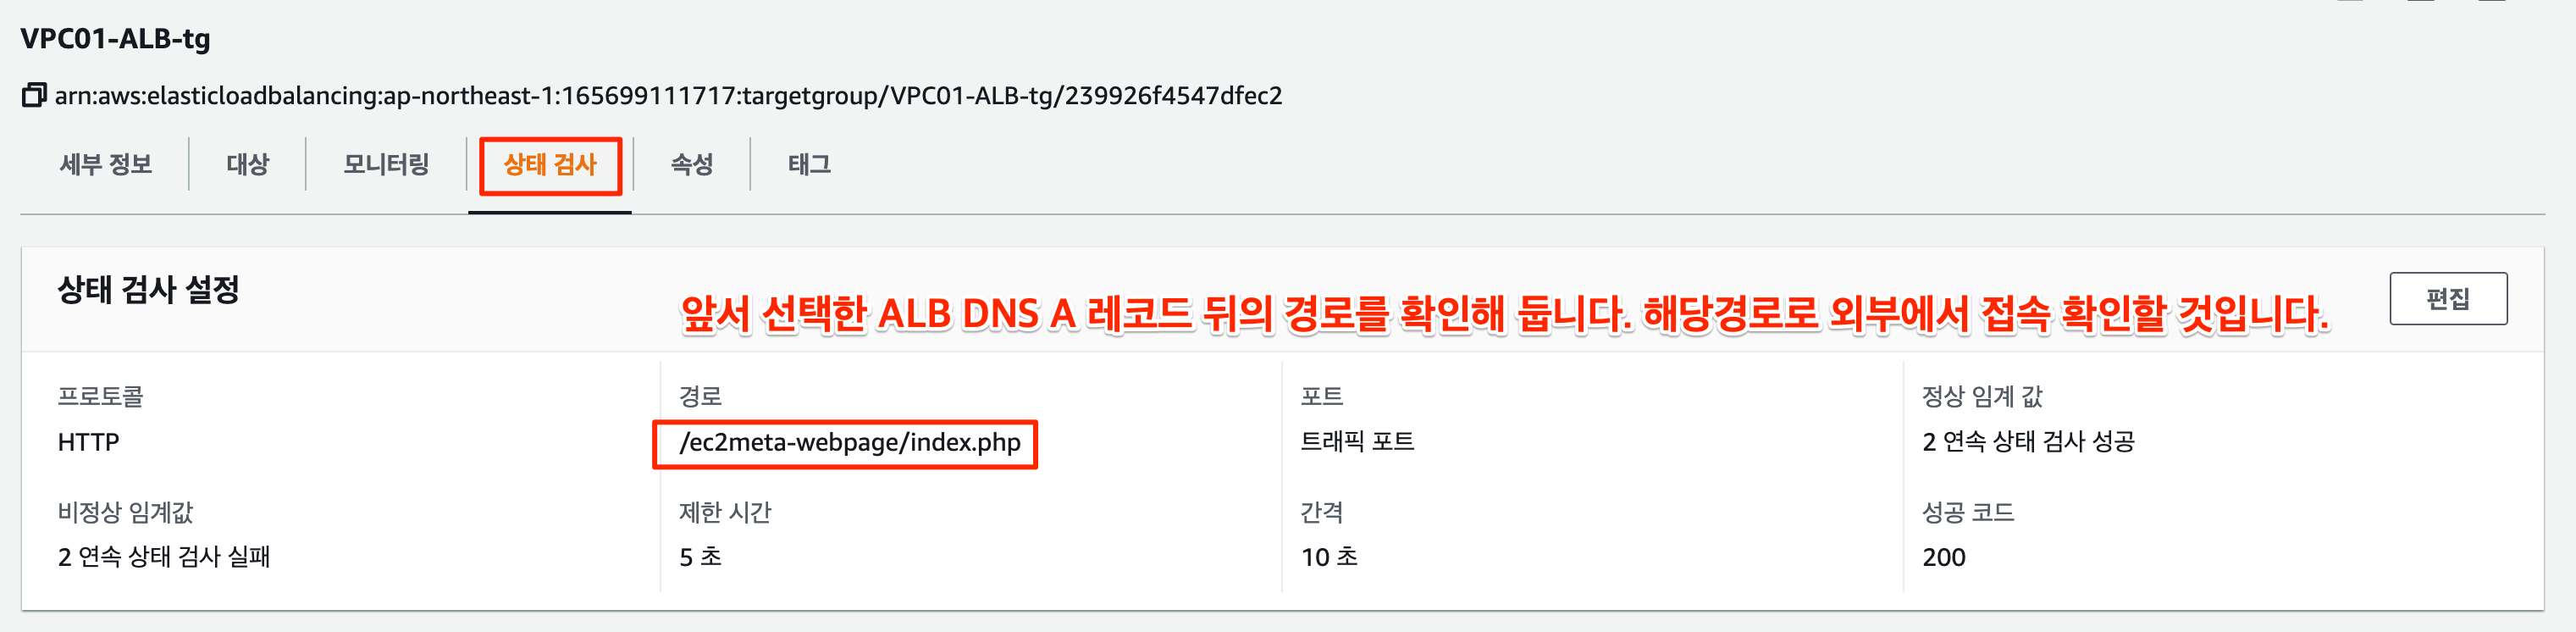 VPC01-ALB-tg
arn:aws:elasticloadbalancing:ap-northeast-1:165699111717:targetgroup/VPC01-ALB-tg/239926f4547dfec2
세부 정보 대상 모니터링 상태 검사 속성 태그
상태 검사 설정
앞서 선택한 ALB DNS A 레코드 뒤의 경로를 확인해 둡니다. 해당경로로 외부에서 접속 확인할 것입니다.
편집
프로토콜 경로 포트 정상 임계 값
HTTP /ec2meta-webpage/index.php 트래픽 포트 2 연속 상태 검사 성공
비정상 임계값 제한 시간 간격 성공 코드
2 연속 상태 검사 실패 5 초 10 초 200